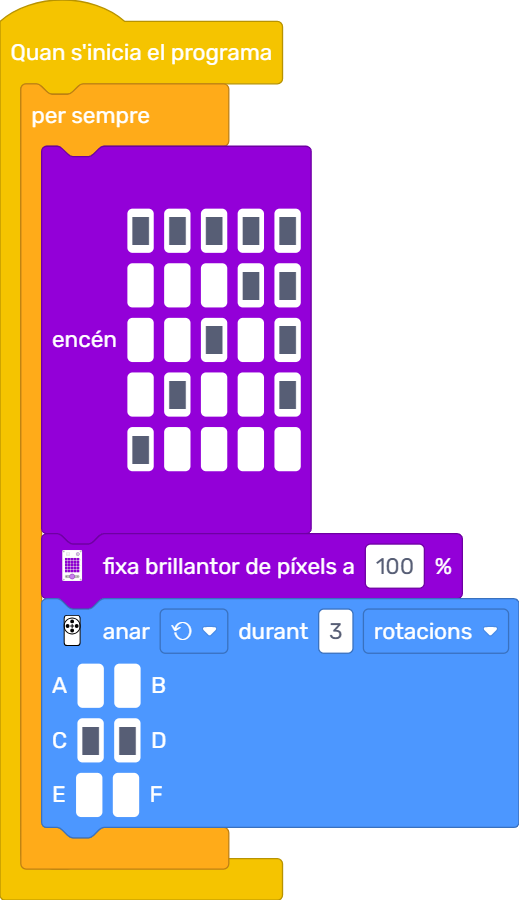 Quan s'inicia el programa
per sempre
encén
fixa brillantor de píxels a 100 %
anar durant 3 rotacions
A B
C D
E F